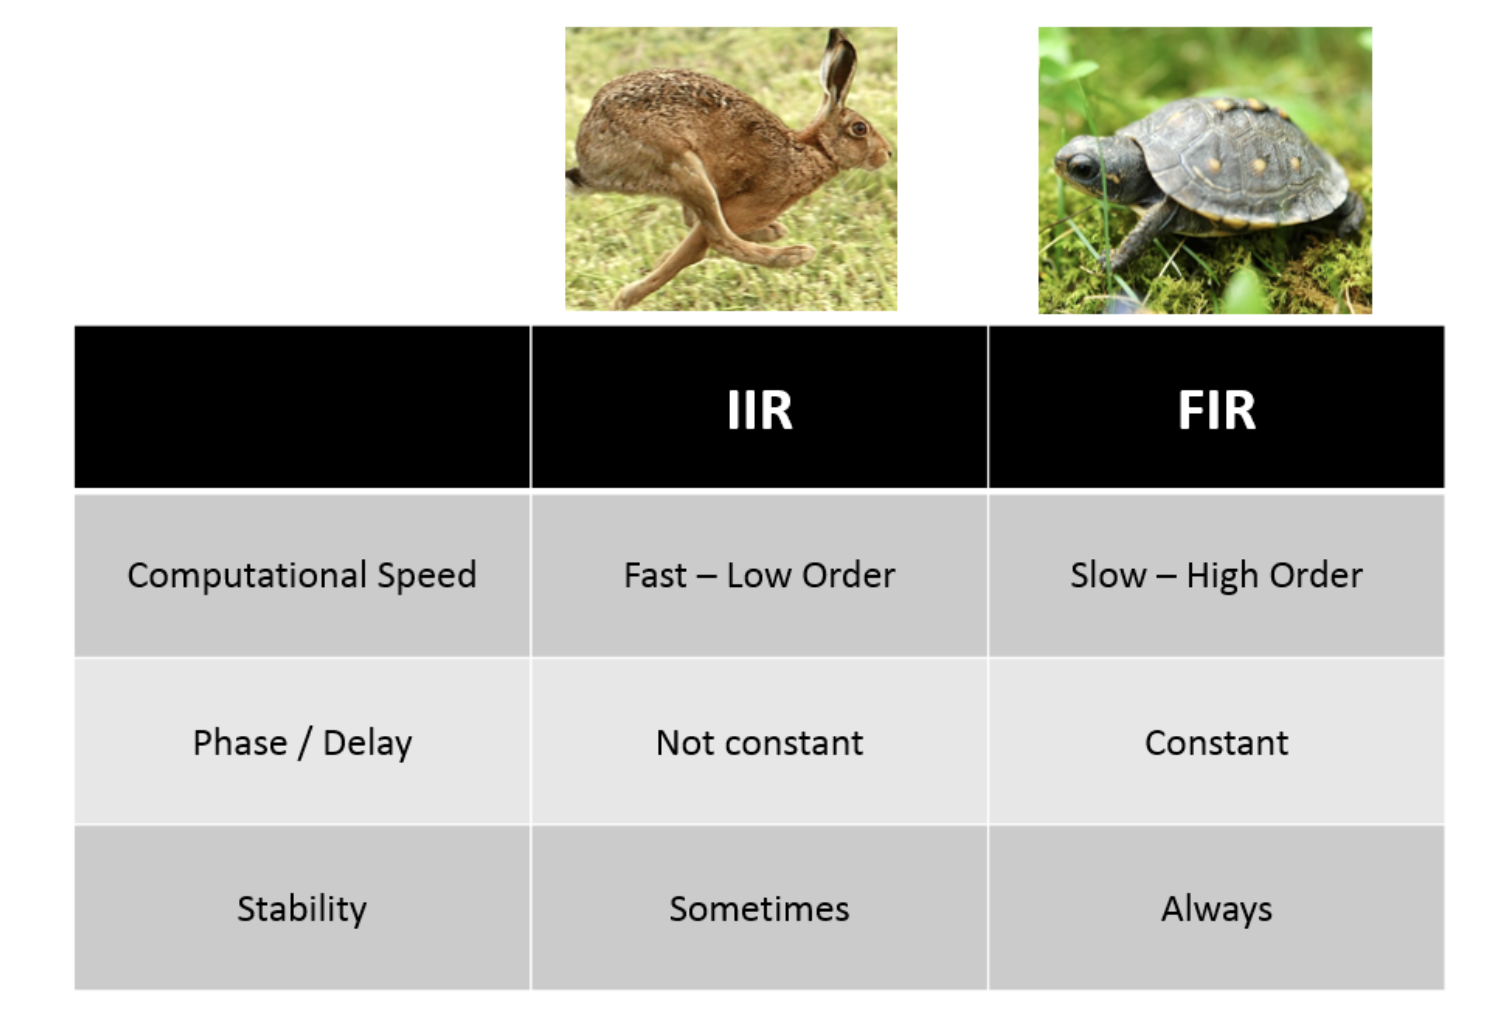 IIR
FIR
Computational Speed
Fast – Low Order
Slow – High Order
Phase / Delay
Not constant
Constant
Stability
Sometimes
Always